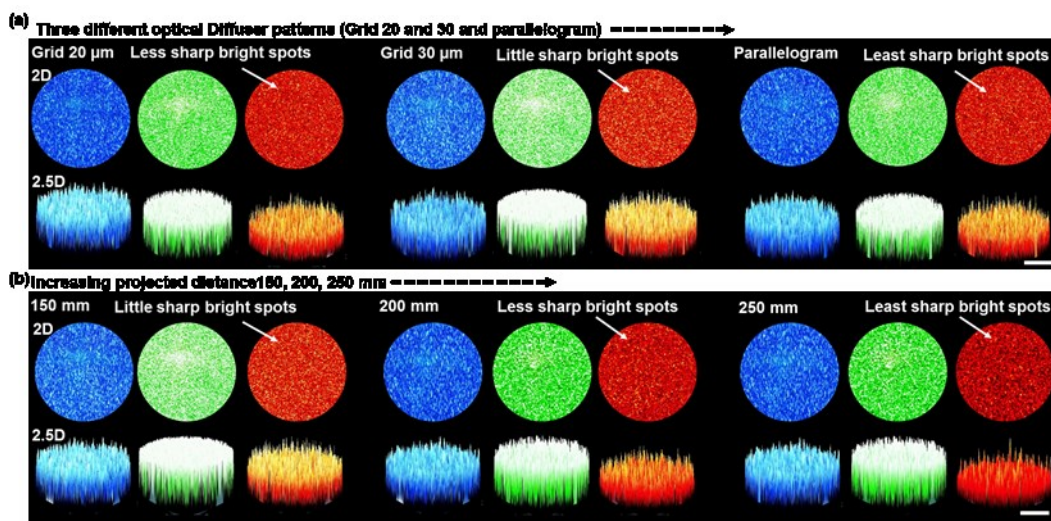 (a) Three different optical Diffuser patterns (Grid 20 and 30 and parallelogram)
Grid 20 µm Less sharp bright spots Grid 30 µm Little sharp bright spots Parallelogram Least sharp bright spots
2D
2.5D
(b) Increasing projected distance150, 200, 250 mm
150 mm Little sharp bright spots 200 mm Less sharp bright spots 250 mm Least sharp bright spots
2D
2.5D